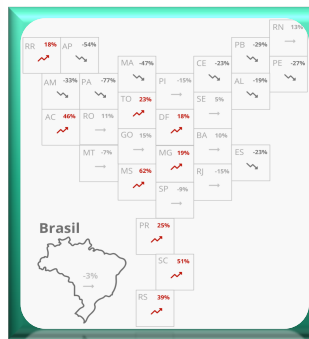 RN 13%
RR 18% AP -54% PB -29%
MA -47% CE -23% PE -27%
AM -33% PA -77% PI -15% AL -19%
TO 23% SE 5%
AC 46% RO 11% DF 18%
GO 15% BA 10%
MT -7% MG 19% ES -23%
MS 62% RJ -15%
SP -9%
PR 25%
Brasil
SC 51%
-3%
RS 39%